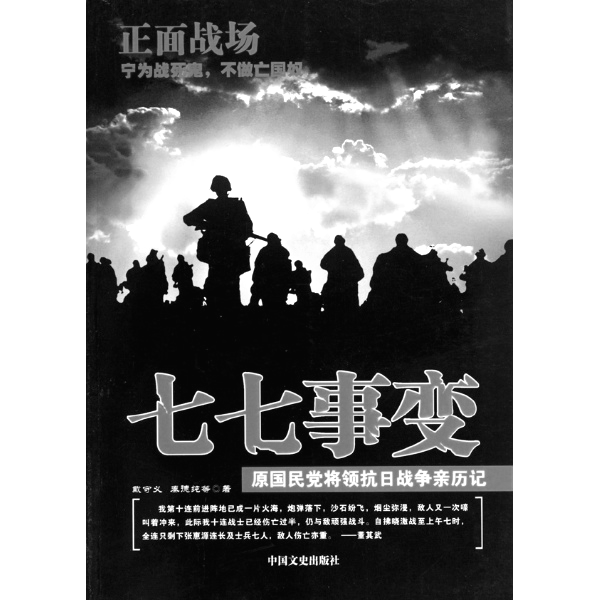 正面战场
宁为战死鬼，不做亡国奴
七七事变
原国民党将领抗日战争亲历记
戴守义 秦德纯等◎著
我第十连前进阵地已成一片火海，炮弹落下，沙石纷飞，烟尘弥漫，敌人又一次嚎
叫着冲来，此际我十连战士已经伤亡过半，仍与敌顽强战斗。自拂晓激战至上午七时，
全连只剩下张惠源连长及士兵七人，敌人伤亡亦重。——董其武
中国文史出版社